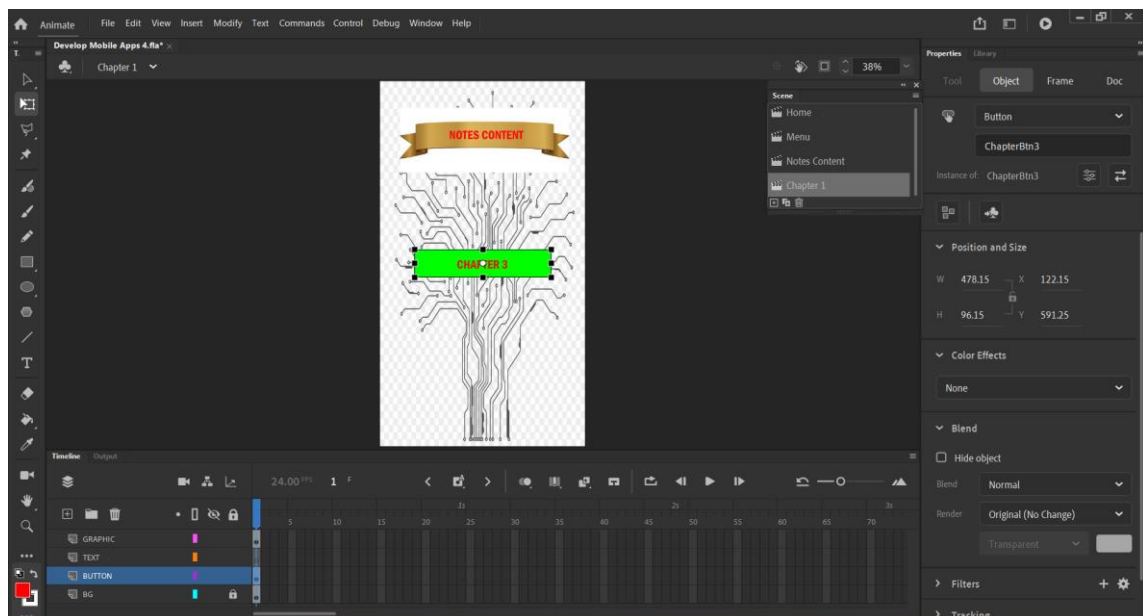 Animate File Edit View Insert Modify Text Commands Control Debug Window Help
Develop Mobile Apps 4.fla*
Chapter 1
38%
NOTES CONTENT
CHAPTER 3
Scene
Home
Menu
Notes Content
Chapter 1
Properties Library
Tool Object Frame Doc
Button
ChapterBtn3
Instance of: ChapterBtn3
Position and Size
W 478.15 X 122.15
H 96.15 Y 591.25
Color Effects
None
Blend
Hide object
Blend Normal
Render Original (No Change)
Transparent
Filters
Tracking
Timeline Output
24.00 FPS 1 F
1s 2s 3s
5 10 15 20 25 30 35 40 45 50 55 60 65 70
GRAPHIC
TEXT
BUTTON
BG